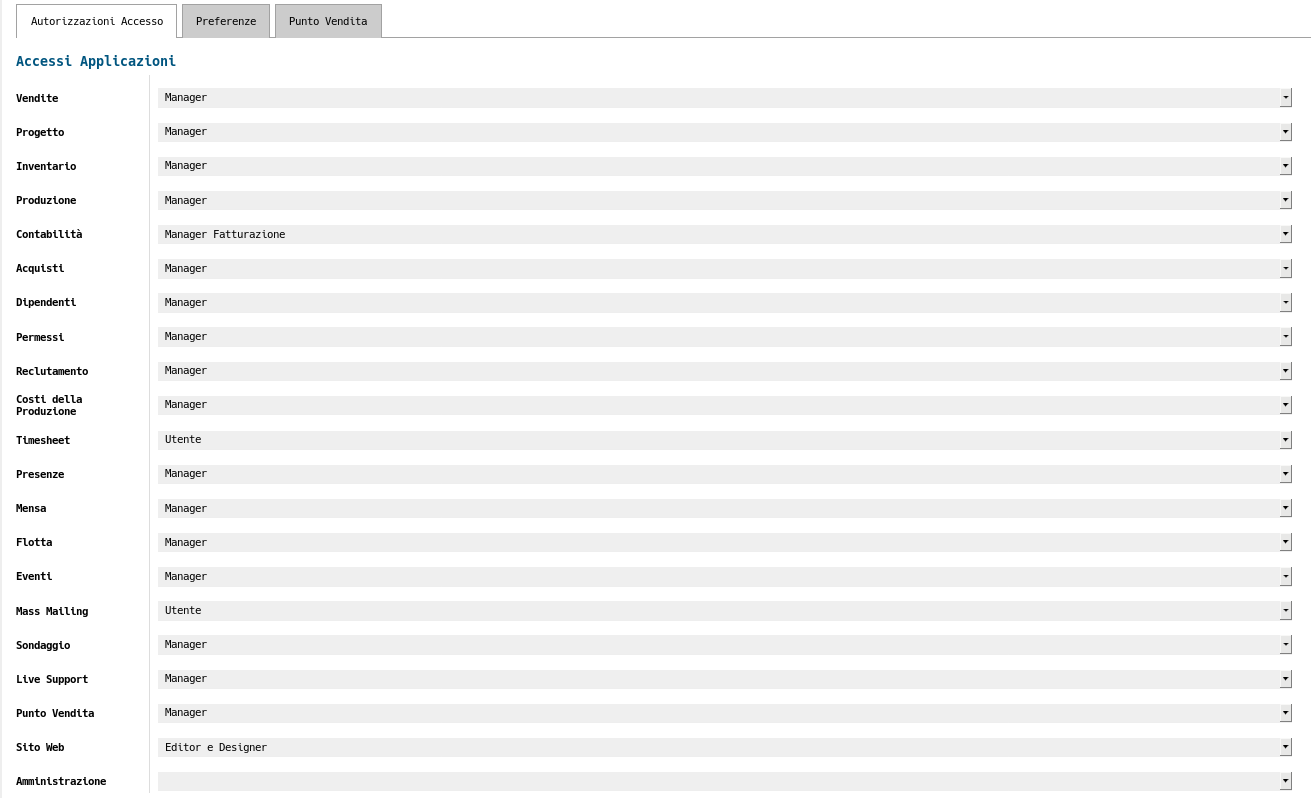 Autorizzazioni Accesso Preferenze Punto Vendita
Accessi Applicazioni
Vendite Manager
Progetto Manager
Inventario Manager
Produzione Manager
Contabilità Manager Fatturazione
Acquisti Manager
Dipendenti Manager
Permessi Manager
Reclutamento Manager
Costi della
Produzione Manager
Timesheet Utente
Presenze Manager
Mensa Manager
Flotta Manager
Eventi Manager
Mass Mailing Utente
Sondaggio Manager
Live Support Manager
Punto Vendita Manager
Sito Web Editor e Designer
Amministrazione